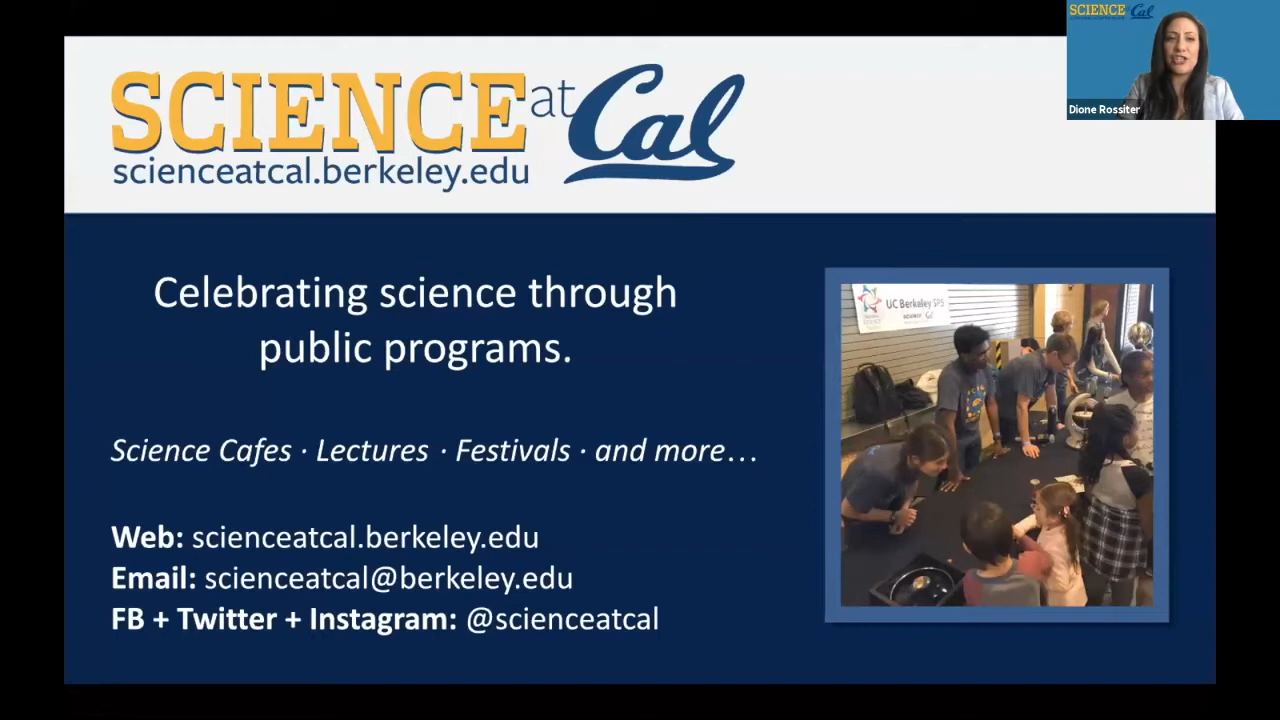 SCIENCE at Cal
scienceatcal.berkeley.edu
SCIENCE Cal
Dione Rossiter
Celebrating science through
public programs.
Science Cafes · Lectures · Festivals · and more…
Web: scienceatcal.berkeley.edu
Email: scienceatcal@berkeley.edu
FB + Twitter + Instagram: @scienceatcal
UC Berkeley SPS